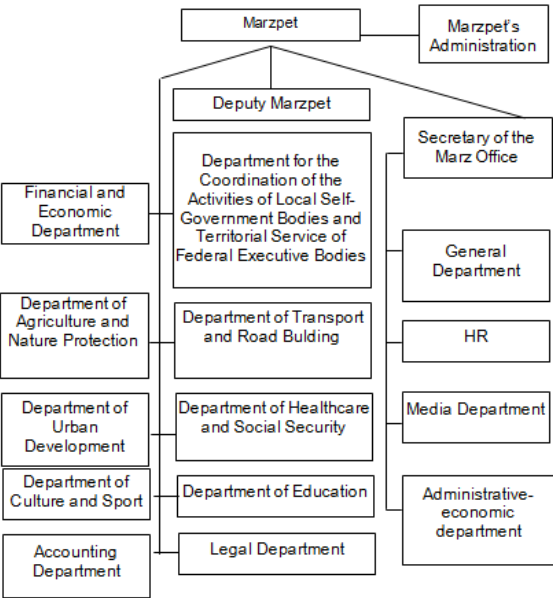 Marzpet
Marzpet's
Administration
Deputy Marzpet
Secretary of the
Marz Office
Department for the
Coordination of the
Activities of Local Self-
Government Bodies and
Territorial Service of
Federal Executive Bodies
Financial and
Economic
Department
General
Department
Department of
Agriculture and
Nature Protection
Department of Transport
and Road Bulding
HR
Department of
Urban
Development
Department of Healthcare
and Social Security
Media Department
Department of
Culture and Sport
Department of Education
Administrative-
economic
department
Accounting
Department
Legal Department